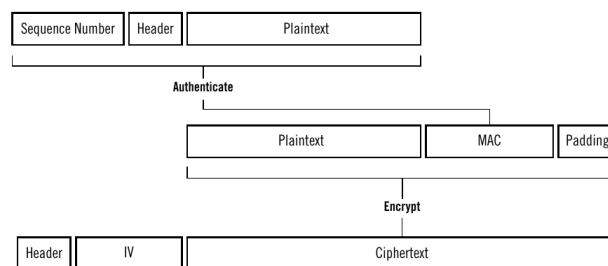 Sequence Number Header Plaintext
Authenticate
Plaintext MAC Padding
Encrypt
Header IV Ciphertext